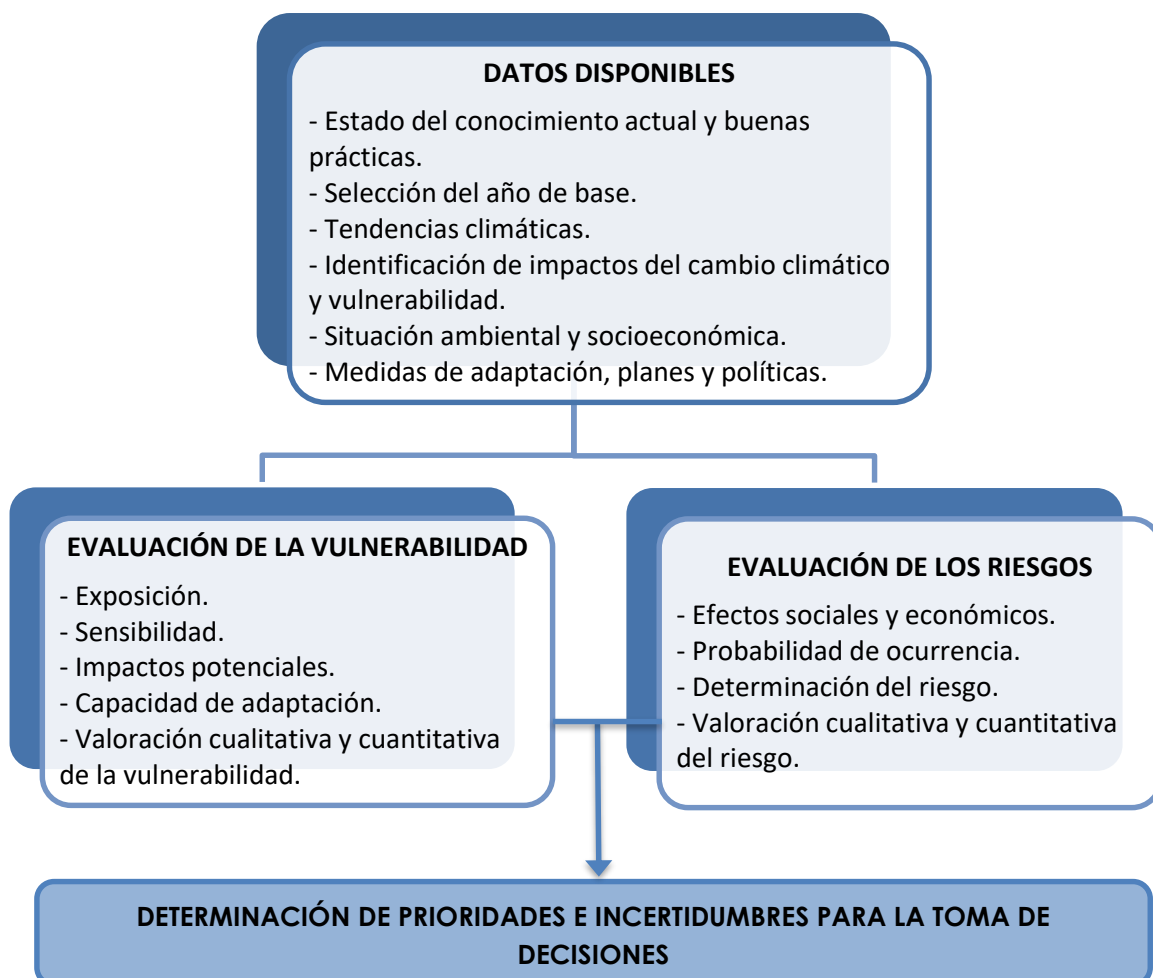 DATOS DISPONIBLES
- Estado del conocimiento actual y buenas
prácticas.
- Selección del año de base.
- Tendencias climáticas.
- Identificación de impactos del cambio climático
y vulnerabilidad.
- Situación ambiental y socioeconómica.
- Medidas de adaptación, planes y políticas.
EVALUACIÓN DE LA VULNERABILIDAD
- Exposición.
- Sensibilidad.
- Impactos potenciales.
- Capacidad de adaptación.
- Valoración cualitativa y cuantitativa
de la vulnerabilidad.
EVALUACIÓN DE LOS RIESGOS
- Efectos sociales y económicos.
- Probabilidad de ocurrencia.
- Determinación del riesgo.
- Valoración cualitativa y cuantitativa
del riesgo.
DETERMINACIÓN DE PRIORIDADES E INCERTIDUMBRES PARA LA TOMA DE
DECISIONES